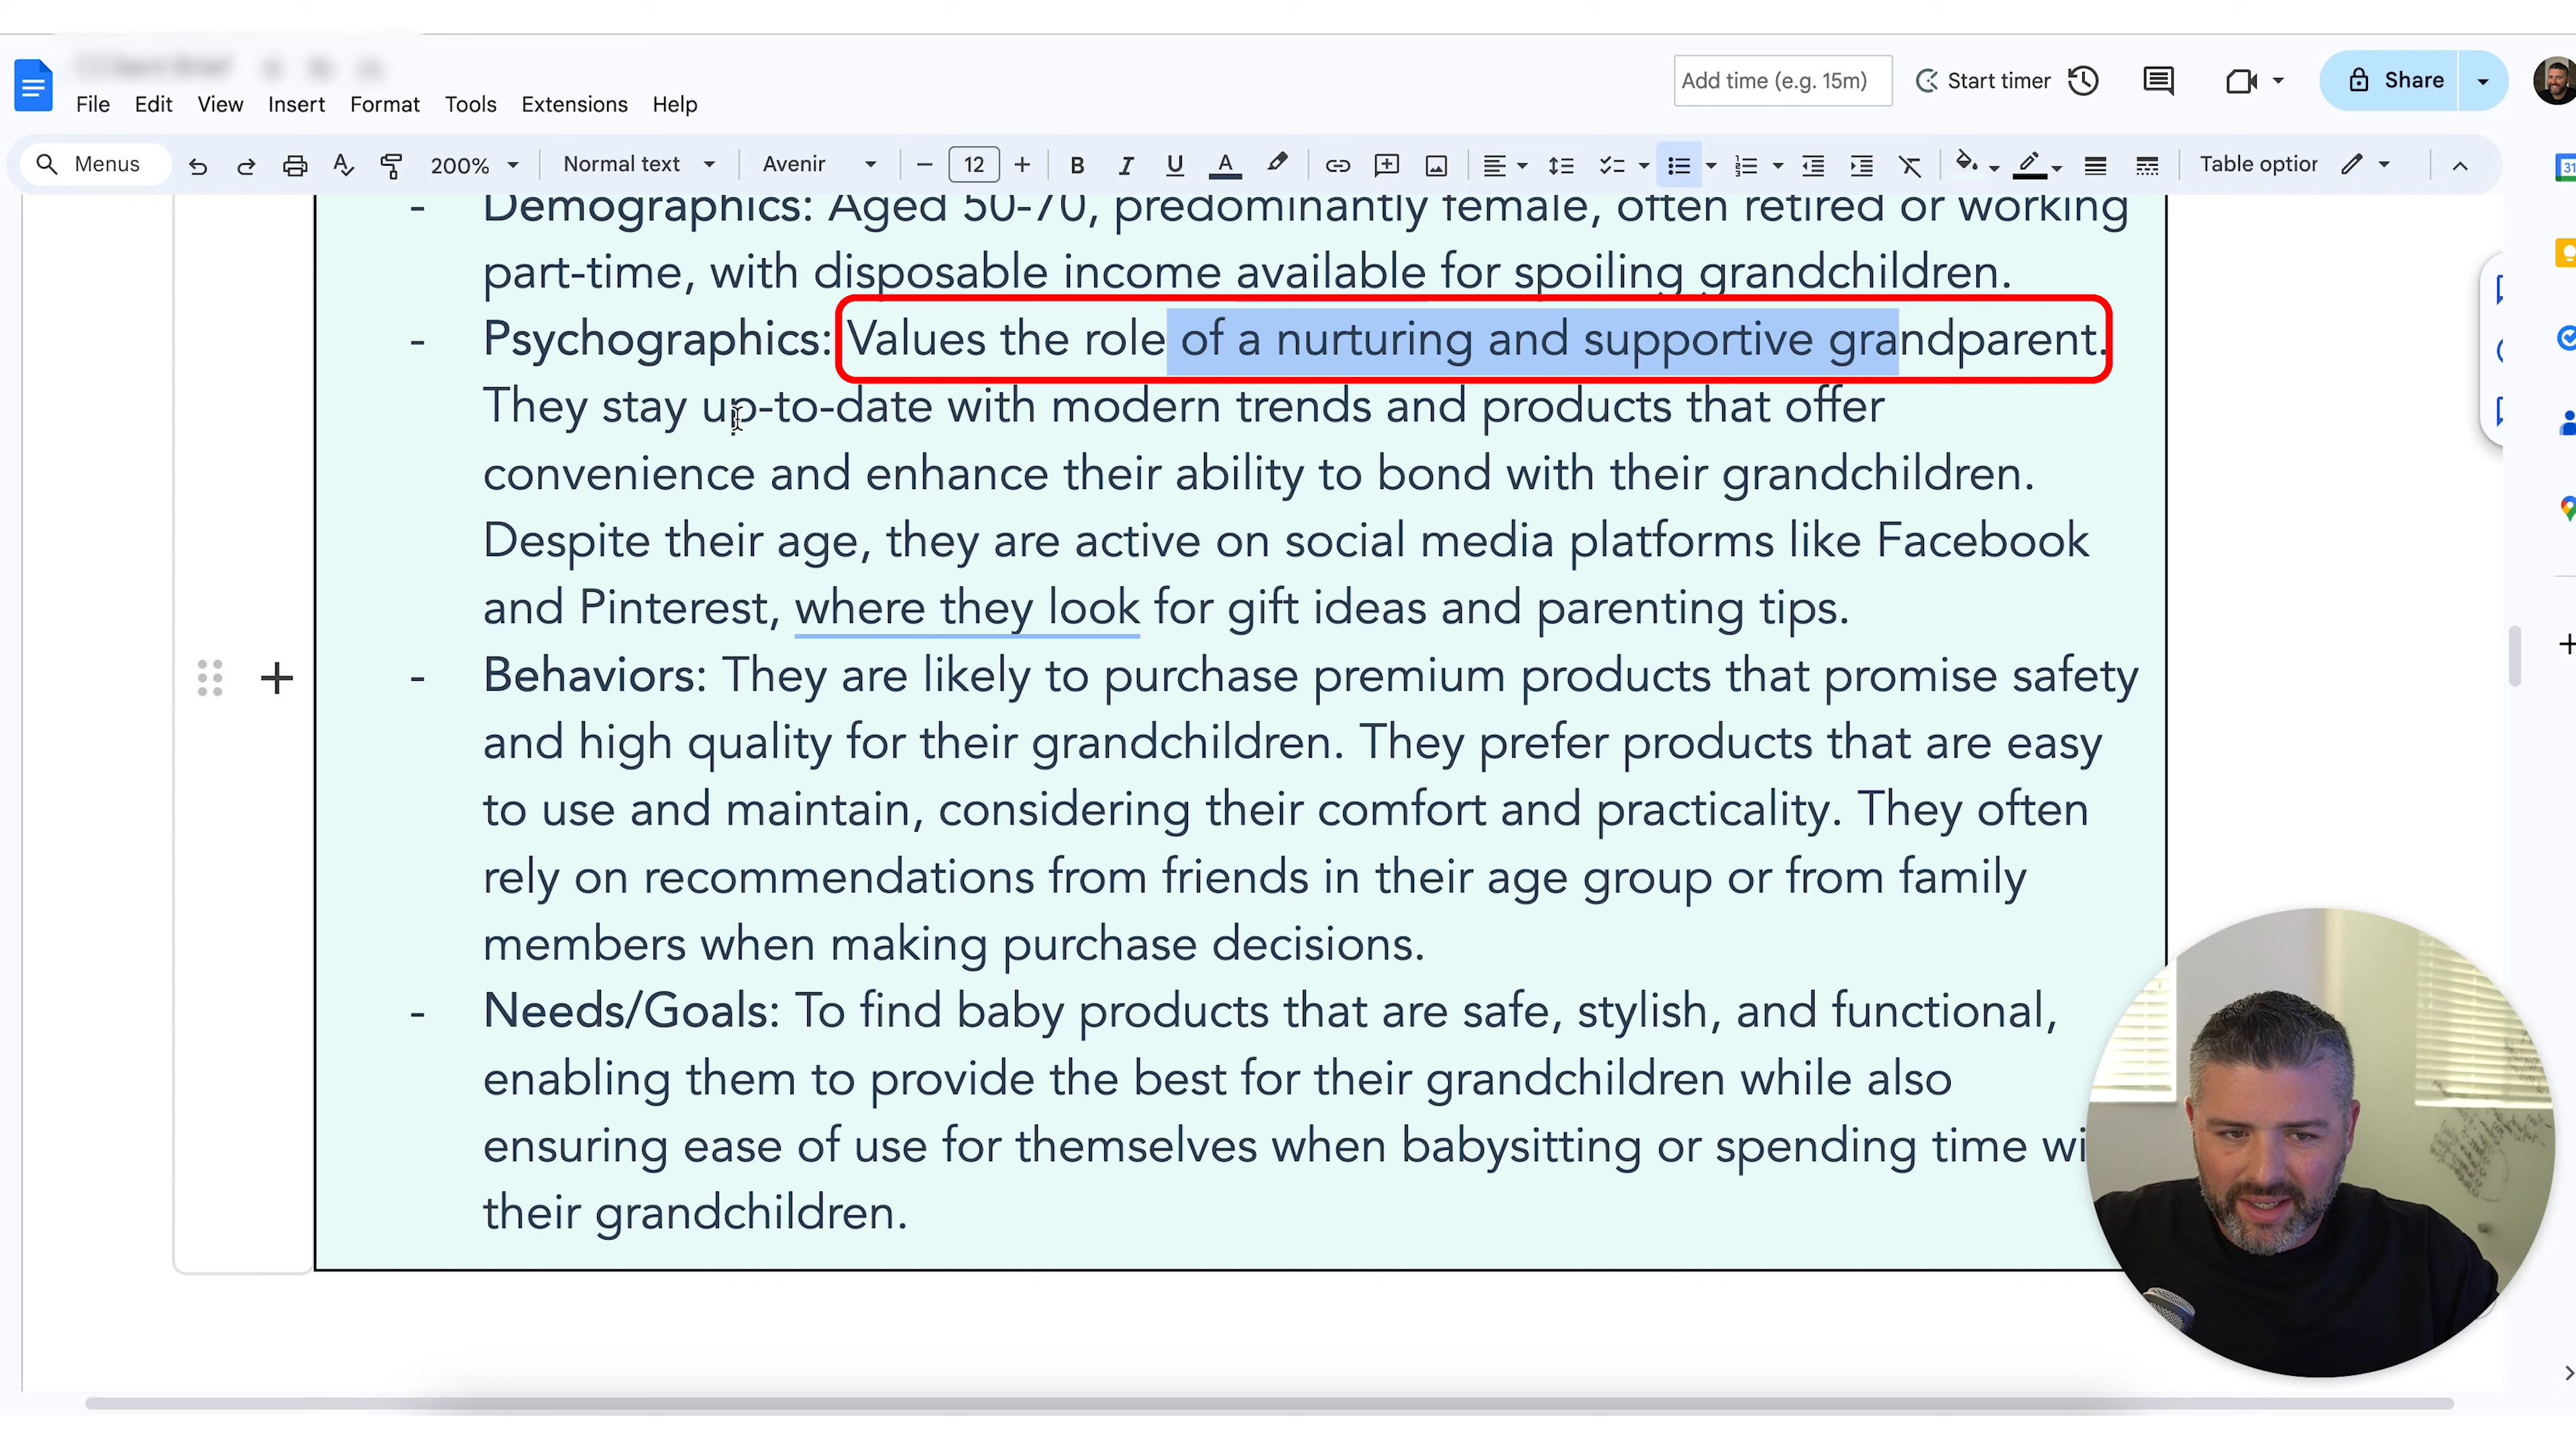 Add time (e.g. 15m) Start timer Share
File Edit View Insert Format Tools Extensions Help
Menus 200% Normal text Avenir 12 B I U A Table option
- Demographics: Aged 50-70, predominantly female, often retired or working
part-time, with disposable income available for spoiling grandchildren.
- Psychographics: Values the role of a nurturing and supportive grandparent.
They stay up-to-date with modern trends and products that offer
convenience and enhance their ability to bond with their grandchildren.
Despite their age, they are active on social media platforms like Facebook
and Pinterest, where they look for gift ideas and parenting tips.
- Behaviors: They are likely to purchase premium products that promise safety
and high quality for their grandchildren. They prefer products that are easy
to use and maintain, considering their comfort and practicality. They often
rely on recommendations from friends in their age group or from family
members when making purchase decisions.
- Needs/Goals: To find baby products that are safe, stylish, and functional,
enabling them to provide the best for their grandchildren while also
ensuring ease of use for themselves when babysitting or spending time wi
their grandchildren.